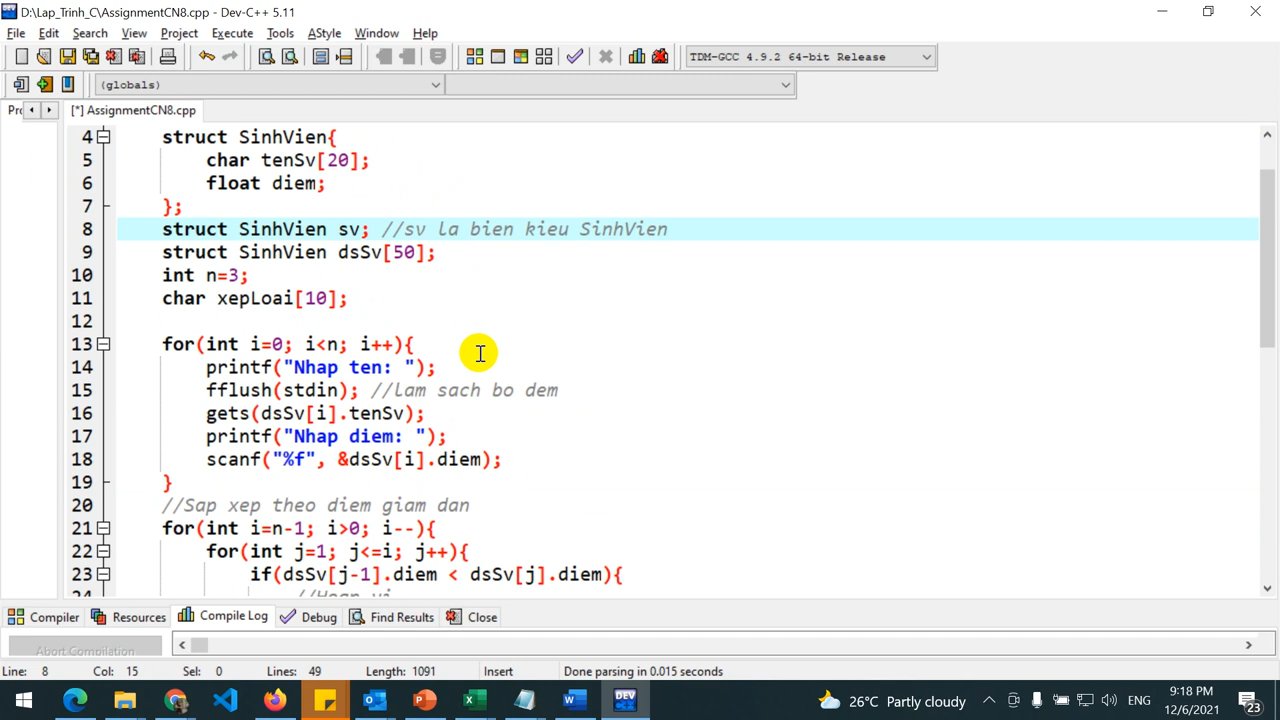 D:\Lap_Trinh_C\AssignmentCN8.cpp - Dev-C++ 5.11
File Edit Search View Project Execute Tools AStyle Window Help
TDM-GCC 4.9.2 64-bit Release
(globals)
[*] AssignmentCN8.cpp
4 struct SinhVien{
5 char tenSv[20];
6 float diem;
7 };
8 struct SinhVien sv; //sv la bien kieu SinhVien
9 struct SinhVien dsSv[50];
10 int n=3;
11 char xepLoai[10];
12
13 for(int i=0; i<n; i++){
14 printf("Nhap ten: ");
15 fflush(stdin); //lam sach bo dem
16 gets(dsSv[i].tenSv);
17 printf("Nhap diem: ");
18 scanf("%f", &dsSv[i].diem);
19 }
20 //Sap xep theo diem giam dan
21 for(int i=n-1; i>0; i--){
22 for(int j=1; j<=i; j++){
23 if(dsSv[j-1].diem < dsSv[j].diem){
Compiler Resources Compile Log Debug Find Results Close
Abort Compilation
Line: 8 Col: 15 Sel: 0 Lines: 49 Length: 1091 Insert Done parsing in 0.015 seconds
26°C Partly cloudy ENG 9:18 PM
12/6/2021 23